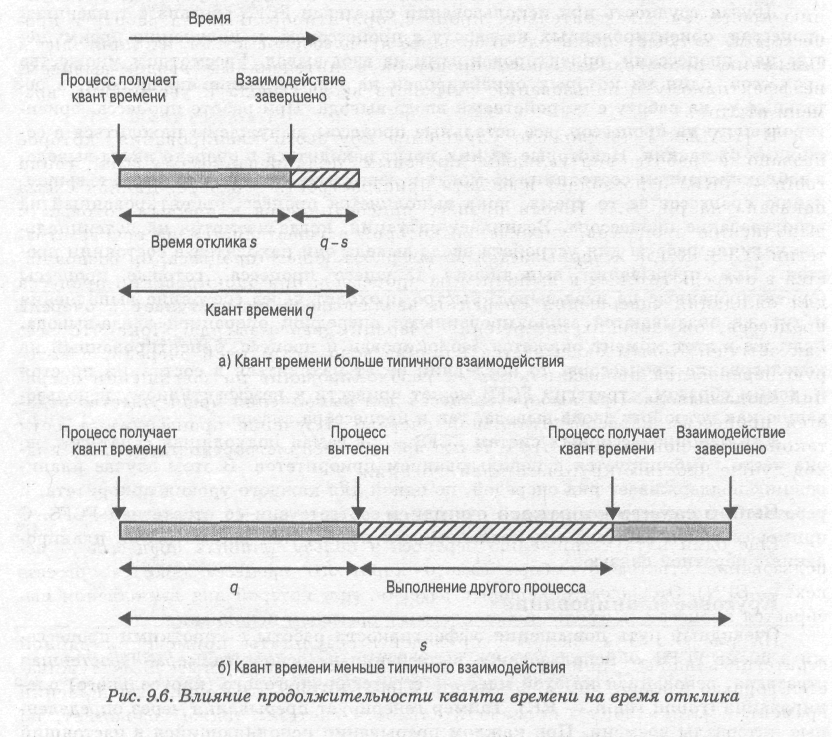 Время
Процесс получает
квант времени
Взаимодействие
завершено
Время отклика s
q – s
Квант времени q
а) Квант времени больше типичного взаимодействия
Процесс получает
квант времени
Процесс
вытеснен
Процесс получает
квант времени
Взаимодействие
завершено
q
Выполнение другого процесса
s
б) Квант времени меньше типичного взаимодействия
Рис. 9.6. Влияние продолжительности кванта времени на время отклика